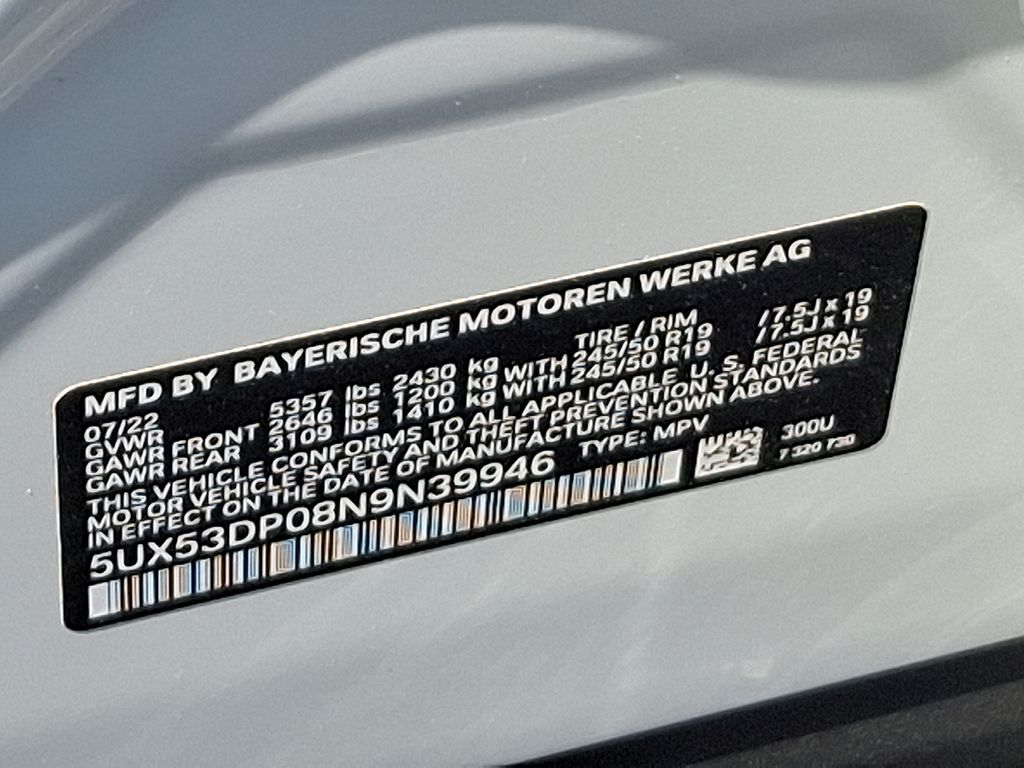 MFD BY BAYERISCHE MOTOREN WERKE AG
07/22 TIRE / RIM
GVWR 5357 lbs 2430 kg
GAWR FRONT 2646 lbs 1200 kg WITH 245/50 R19 /7.5J x 19
GAWR REAR 3109 lbs 1410 kg WITH 245/50 R19 /7.5J x 19
THIS VEHICLE CONFORMS TO ALL APPLICABLE U. S. FEDERAL
MOTOR VEHICLE SAFETY AND THEFT PREVENTION STANDARDS
IN EFFECT ON THE DATE OF MANUFACTURE SHOWN ABOVE.
5UX53DP08N9N39946 TYPE: MPV
300U
7 320 730